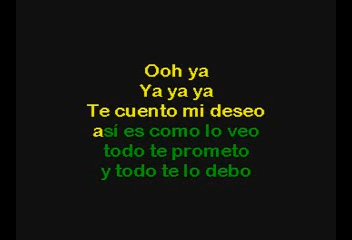 Ooh ya
Ya ya ya
Te cuento mi deseo
así es como lo veo
todo te prometo
y todo te lo debo